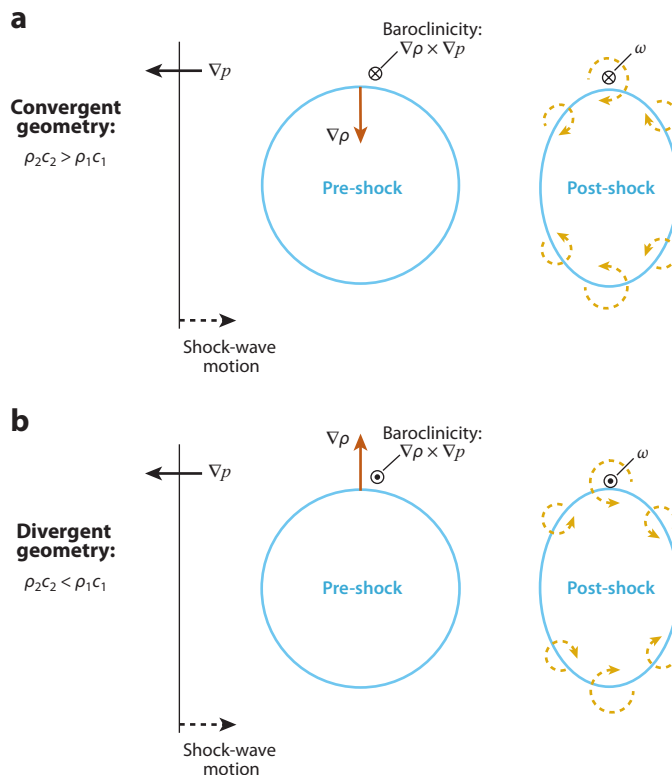 a
∇p
Baroclinicity:
∇ρ × ∇p
ω
Convergent
geometry:
ρ₂c₂ > ρ₁c₁
∇ρ
Pre-shock
Post-shock
Shock-wave
motion
b
∇p
∇ρ
Baroclinicity:
∇ρ × ∇p
ω
Divergent
geometry:
ρ₂c₂ < ρ₁c₁
Pre-shock
Post-shock
Shock-wave
motion